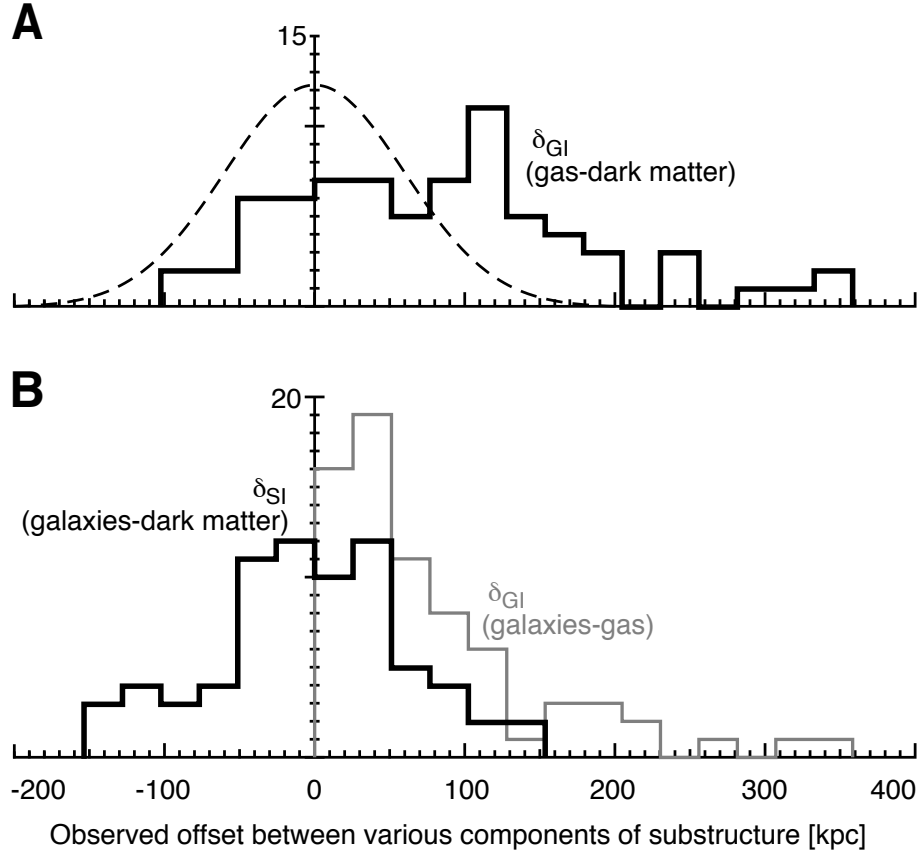 A
15
δGI
(gas-dark matter)
B
20
δSI
(galaxies-dark matter)
δGI
(galaxies-gas)
-200 -100 0 100 200 300 400
Observed offset between various components of substructure [kpc]